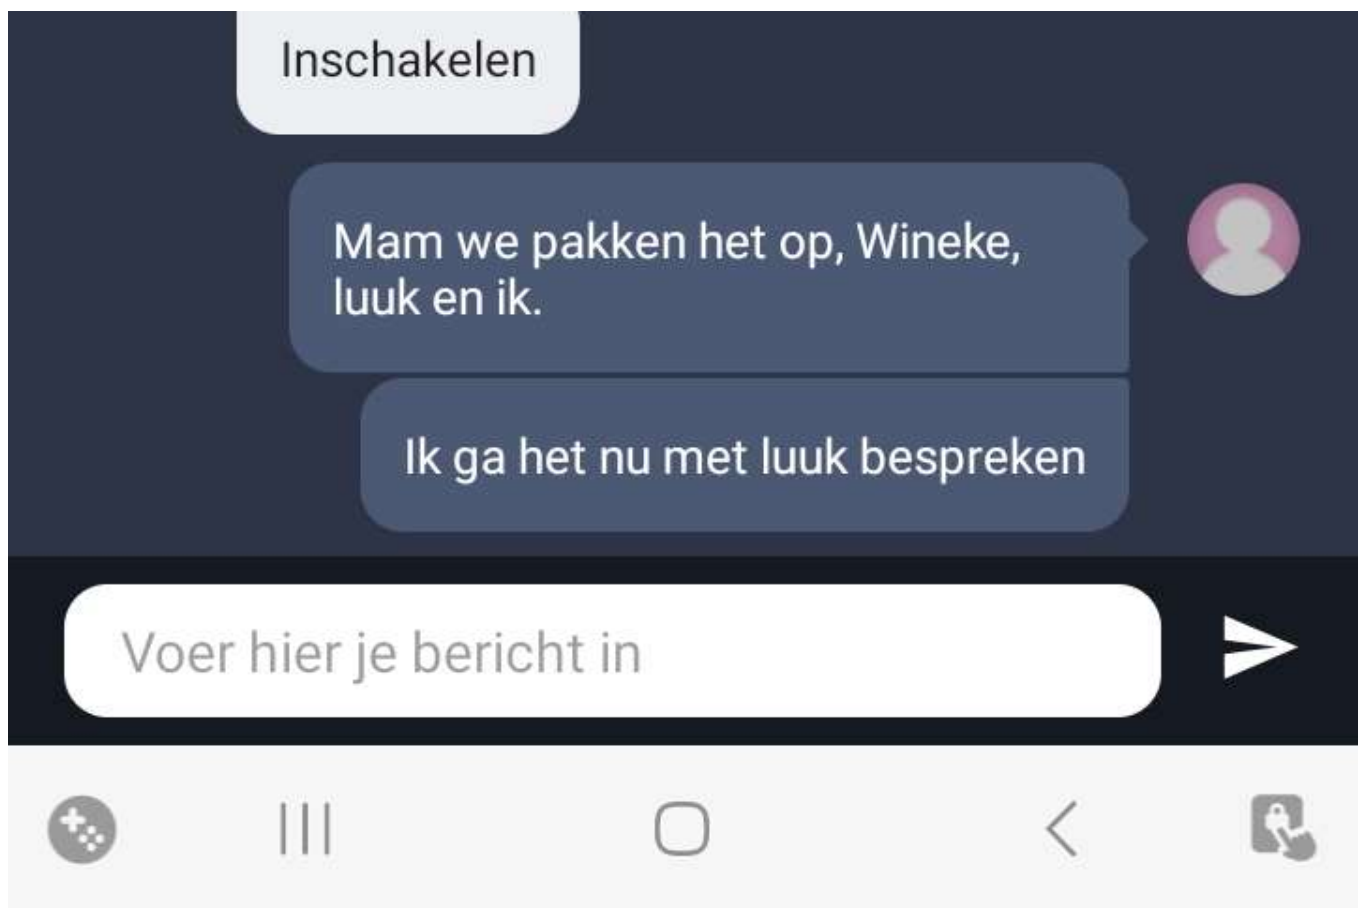 Inschakelen
Mam we pakken het op, Wineke,
luuk en ik.
Ik ga het nu met luuk bespreken
Voer hier je bericht in